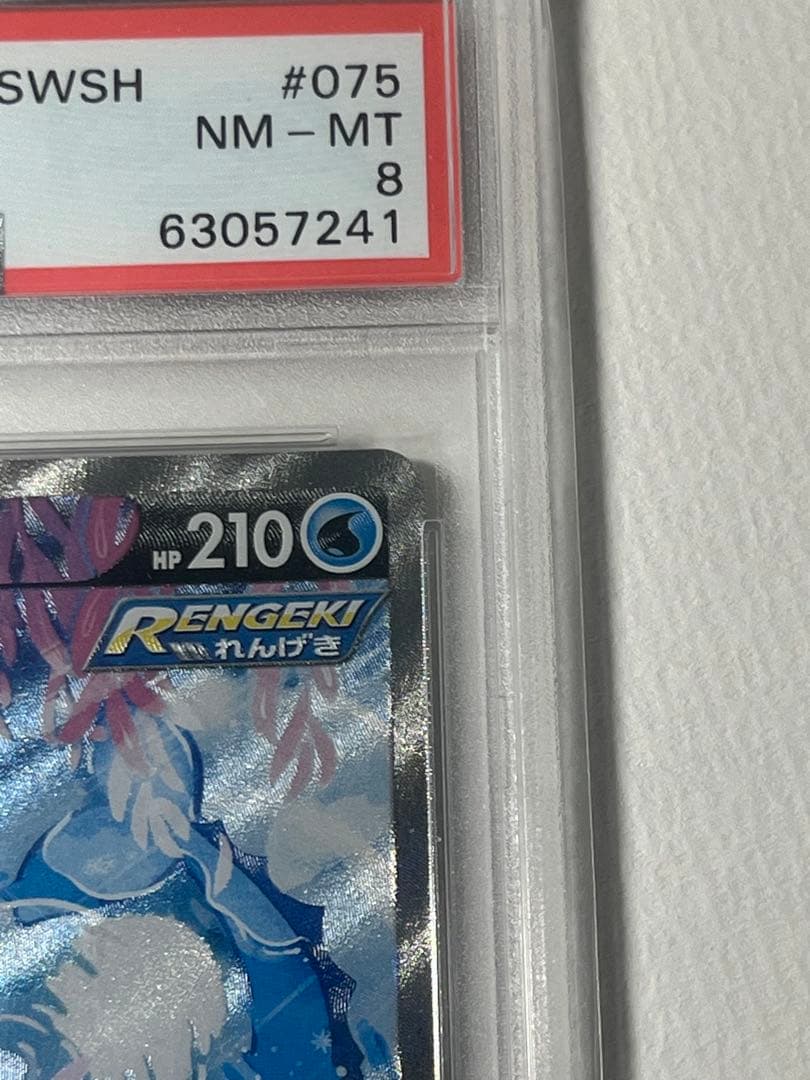 SWSH #075
NM - MT
8
63057241
HP 210
RENGEKI
れんげき